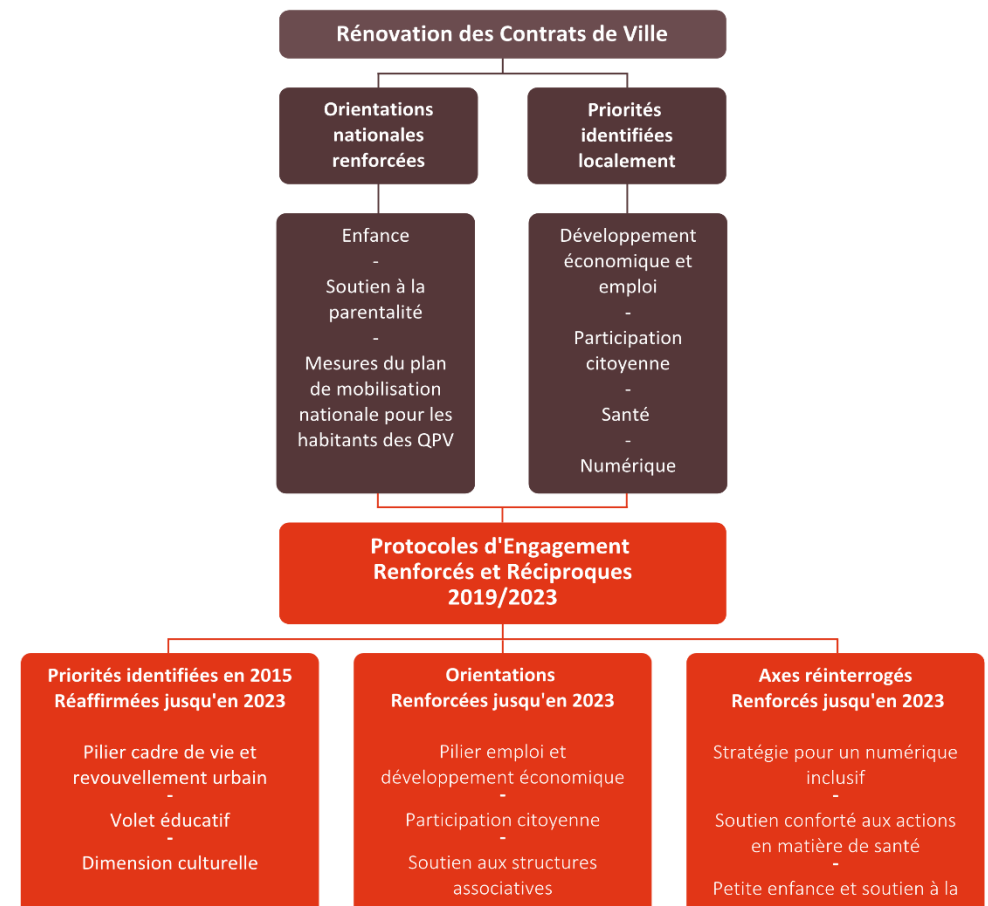 Rénovation des Contrats de Ville
Orientations
nationales
renforcées
Priorités
identifiées
localement
Enfance
-
Soutien à la
parentalité
-
Mesures du plan
de mobilisation
nationale pour les
habitants des QPV
Développement
économique et
emploi
-
Participation
citoyenne
-
Santé
-
Numérique
Protocoles d'Engagement
Renforcés et Réciproques
2019/2023
Priorités identifiées en 2015
Réaffirmées jusqu'en 2023
Pilier cadre de vie et
revouvellement urbain
-
Volet éducatif
-
Dimension culturelle
Orientations
Renforcées jusqu'en 2023
Pilier emploi et
développement économique
-
Participation citoyenne
-
Soutien aux structures
associatives
Axes réinterrogés
Renforcés jusqu'en 2023
Stratégie pour un numérique
inclusif
-
Soutien conforté aux actions
en matière de santé
-
Petite enfance et soutien à la